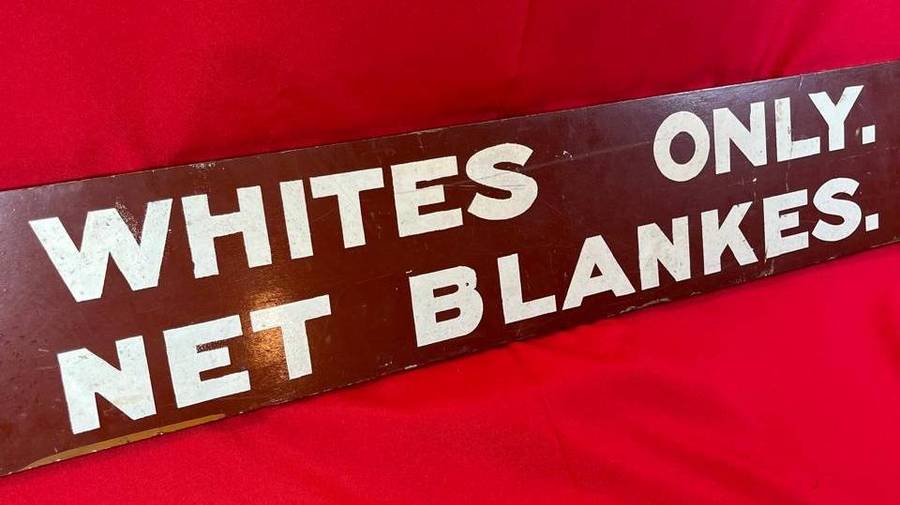 WHITES ONLY.
NET BLANKES.